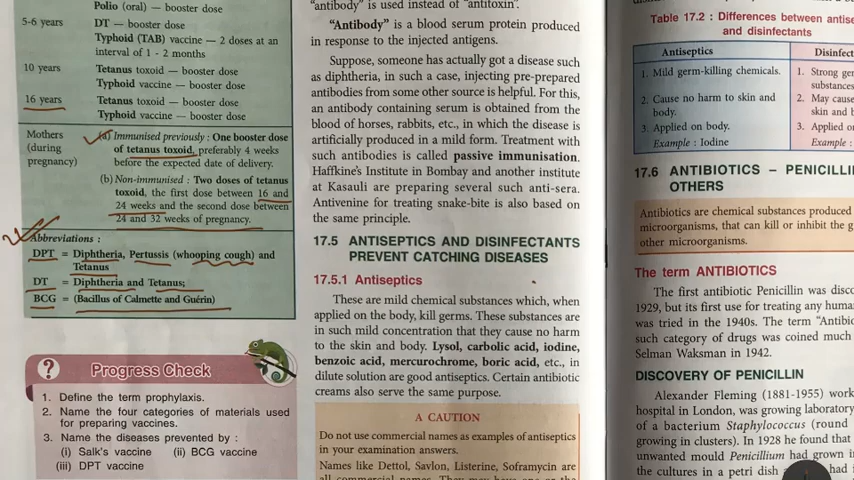 Polio (oral) — booster dose
5-6 years DT — booster dose
Typhoid (TAB) vaccine — 2 doses at an
interval of 1 - 2 months
10 years Tetanus toxoid — booster dose
Typhoid vaccine — booster dose
16 years Tetanus toxoid — booster dose
Typhoid vaccine — booster dose
Mothers (a) Immunised previously : One booster dose
(during of tetanus toxoid, preferably 4 weeks
pregnancy) before the expected date of delivery.
(b) Non-immunised : Two doses of tetanus
toxoid, the first dose between 16 and
24 weeks and the second dose between
24 and 32 weeks of pregnancy.
Abbreviations :
DPT = Diphtheria, Pertussis (whooping cough) and
Tetanus
DT = Diphtheria and Tetanus;
BCG = (Bacillus of Calmette and Guérin)
? Progress Check
1. Define the term prophylaxis.
2. Name the four categories of materials used
for preparing vaccines.
3. Name the diseases prevented by :
(i) Salk's vaccine (ii) BCG vaccine
(iii) DPT vaccine
"antibody" is used instead of "antitoxin".
"Antibody" is a blood serum protein produced
in response to the injected antigens.
Suppose, someone has actually got a disease such
as diphtheria, in such a case, injecting pre-prepared
antibodies from some other source is helpful. For this,
an antibody containing serum is obtained from the
blood of horses, rabbits, etc., in which the disease is
artificially produced in a mild form. Treatment with
such antibodies is called passive immunisation.
Haffkine's Institute in Bombay and another institute
at Kasauli are preparing several such anti-sera.
Antivenine for treating snake-bite is also based on
the same principle.
17.5 ANTISEPTICS AND DISINFECTANTS
PREVENT CATCHING DISEASES
17.5.1 Antiseptics
These are mild chemical substances which, when
applied on the body, kill germs. These substances are
in such mild concentration that they cause no harm
to the skin and body. Lysol, carbolic acid, iodine,
benzoic acid, mercurochrome, boric acid, etc., in
dilute solution are good antiseptics. Certain antibiotic
creams also serve the same purpose.
A CAUTION
Do not use commercial names as examples of antiseptics
in your examination answers.
Names like Dettol, Savlon, Listerine, Soframycin are
Table 17.2 : Differences between antise
and disinfectants
Antiseptics Disinfect
1. Mild germ-killing chemicals. 1. Strong ger
substances
2. Cause no harm to skin and 2. May cause
body. skin and b
3. Applied on body. 3. Applied o
Example : Iodine Example :
17.6 ANTIBIOTICS – PENICILLI
OTHERS
Antibiotics are chemical substances produced
microorganisms, that can kill or inhibit the g
other microorganisms.
The term ANTIBIOTICS
The first antibiotic Penicillin was disco
1929, but its first use for treating any huma
was tried in the 1940s. The term "Antibio
such category of drugs was coined much
Selman Waksman in 1942.
DISCOVERY OF PENICILLIN
Alexander Fleming (1881-1955) work
hospital in London, was growing laboratory
of a bacterium Staphylococcus (round
growing in clusters). In 1928 he found that
unwanted mould Penicillium had grown in
the cultures in a petri dish had i